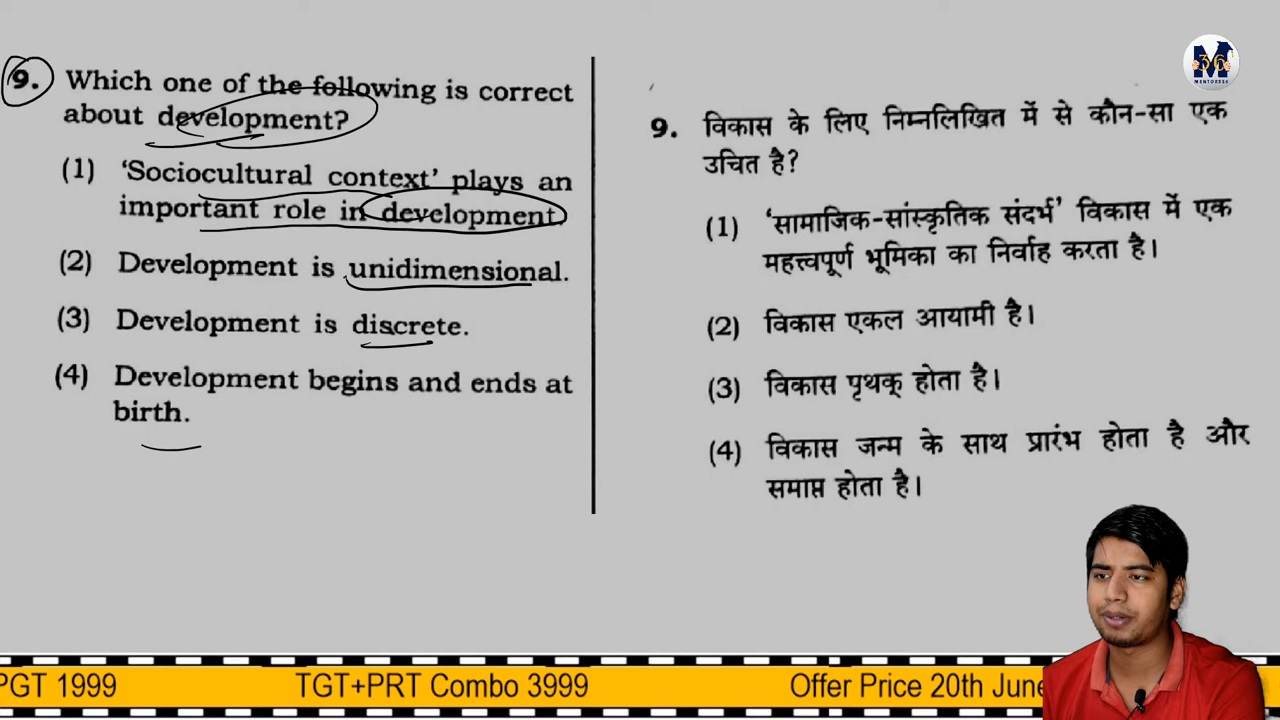 9. Which one of the following is correct
about development?
(1) ‘Sociocultural context’ plays an
important role in development
(2) Development is unidimensional.
(3) Development is discrete.
(4) Development begins and ends at
birth.
9. विकास के लिए निम्नलिखित में से कौन-सा एक
उचित है?
(1) ‘सामाजिक-सांस्कृतिक संदर्भ’ विकास में एक
महत्त्वपूर्ण भूमिका का निर्वाह करता है।
(2) विकास एकल आयामी है।
(3) विकास पृथक् होता है।
(4) विकास जन्म के साथ प्रारंभ होता है और
समाप्त होता है।
M
36
MENTORS36
PGT 1999 TGT+PRT Combo 3999 Offer Price 20th June